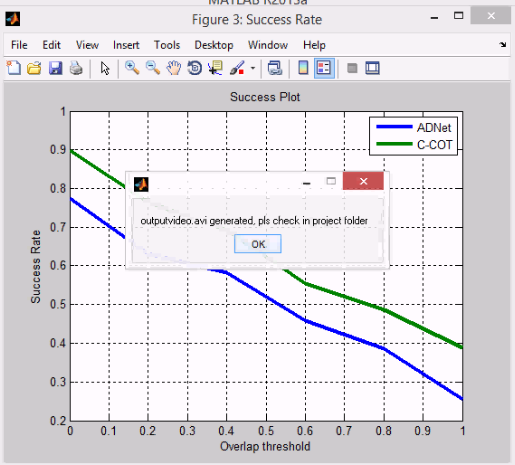 MATLAB R2013a
Figure 3: Success Rate
File Edit View Insert Tools Desktop Window Help
Success Plot
1
ADNet
0.9
C-COT
0.8
outputvideo.avi generated, pls check in project folder
0.7
OK
0.6
Success Rate
0.5
0.4
0.3
0.2
0 0.1 0.2 0.3 0.4 0.5 0.6 0.7 0.8 0.9 1
Overlap threshold